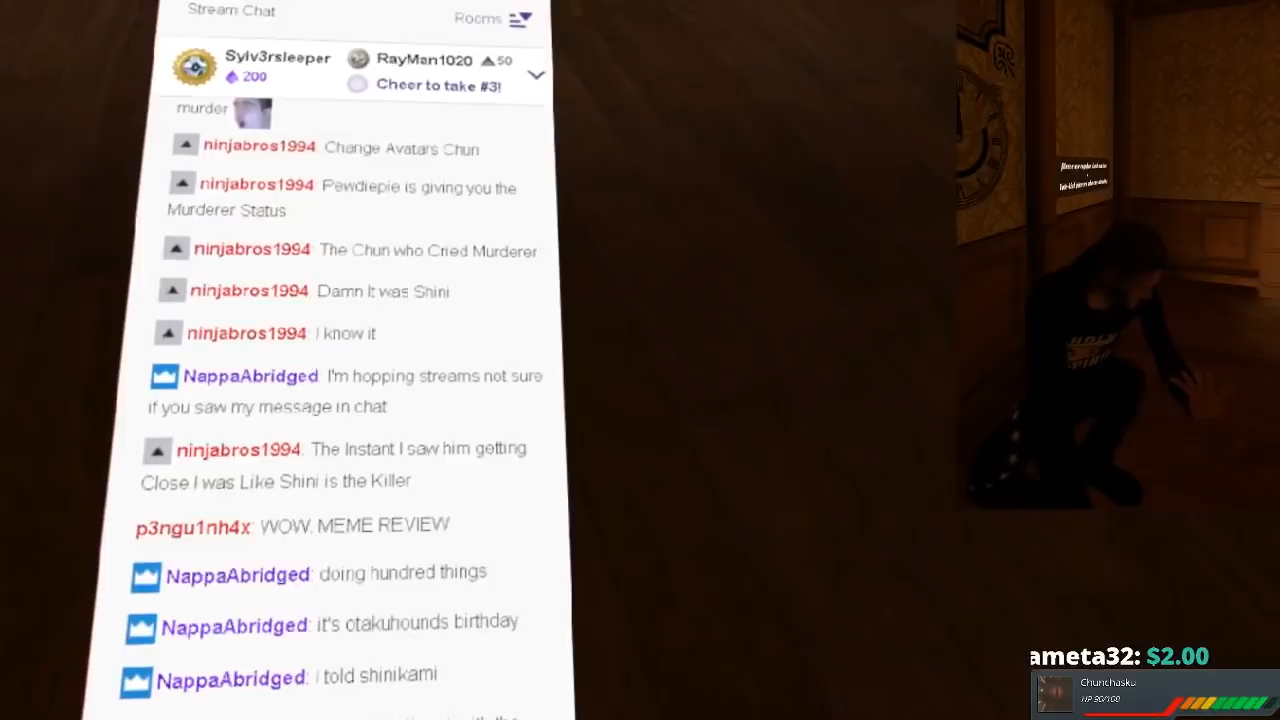 Stream Chat
Rooms
Sylv3rsleeper
200
RayMan1020 50
Cheer to take #3!
murder
ninjabros1994: Change Avatars Chun
ninjabros1994: Pewdiepie is giving you the
Murderer Status
ninjabros1994: The Chun who Cried Murderer
ninjabros1994: Damn It was Shini
ninjabros1994: I know it
NappaAbridged: I'm hopping streams not sure
if you saw my message in chat
ninjabros1994: The Instant I saw him getting
Close I was Like Shini is the Killer
p3ngu1nh4x: WOW, MEME REVIEW
NappaAbridged: doing hundred things
NappaAbridged: it's otakuhounds birthday
NappaAbridged: i told shinikami
ameta32: $2.00
Chunchasku
HP 90/100